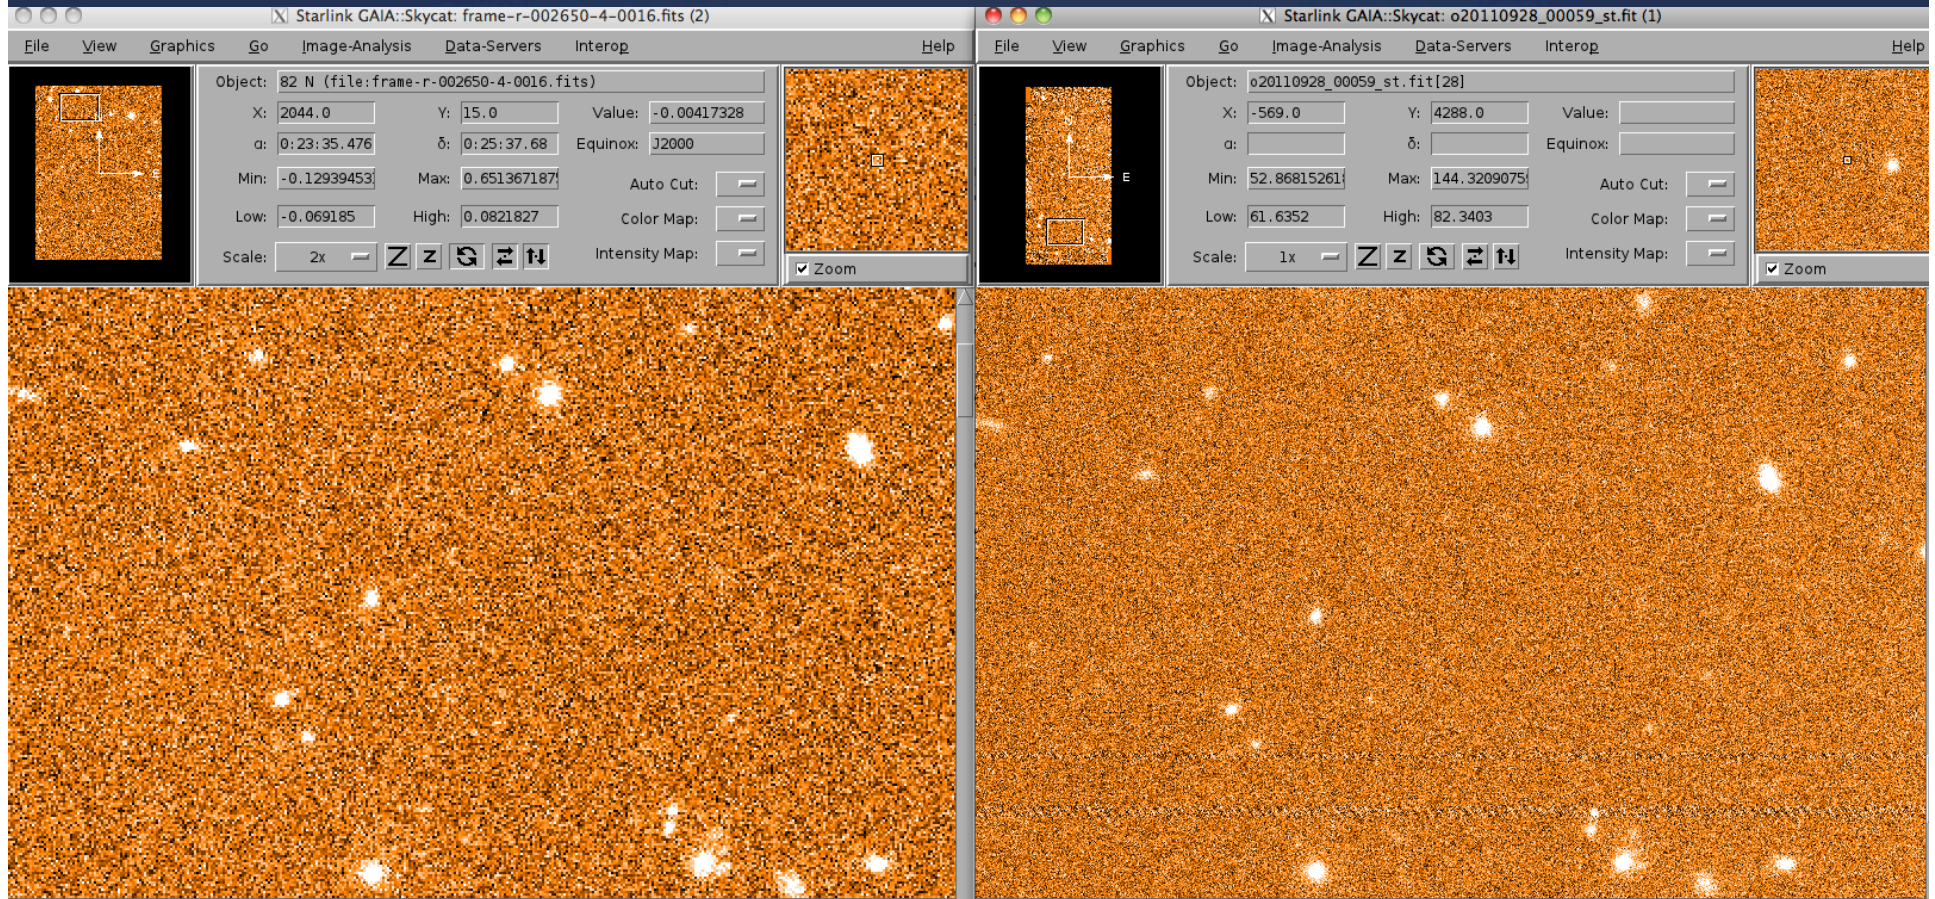 Starlink GAIA::Skycat: frame-r-002650-4-0016.fits (2)
File View Graphics Go Image-Analysis Data-Servers Interop Help
Object: 82 N (file:frame-r-002650-4-0016.fits)
X: 2044.0 Y: 15.0 Value: -0.00417328
α: 0:23:35.476 δ: 0:25:37.68 Equinox: J2000
Min: -0.12939453 Max: 0.651367187 Auto Cut:
Low: -0.069185 High: 0.0821827 Color Map:
Scale: 2x Z z Intensity Map:
Zoom
Starlink GAIA::Skycat: o20110928_00059_st.fit (1)
File View Graphics Go Image-Analysis Data-Servers Interop Help
Object: o20110928_00059_st.fit[28]
X: -569.0 Y: 4288.0 Value:
α: δ: Equinox:
Min: 52.86815261 Max: 144.3209075 Auto Cut:
Low: 61.6352 High: 82.3403 Color Map:
Scale: 1x Z z Intensity Map:
Zoom
N
E